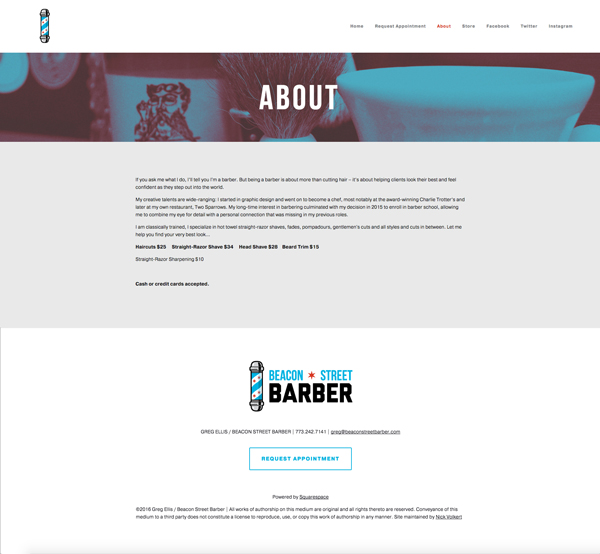 Home Request Appointment About Store Facebook Twitter Instagram
ABOUT
If you ask me what I do, I'll tell you I'm a barber. But being a barber is about more than cutting hair – it's about helping clients look their best and feel
confident as they step out into the world.
My creative talents are wide-ranging; I started in graphic design and went on to become a chef, most notably at the award-winning Charlie Trotter's and
later at my own restaurant, Two Sparrows. My long-term interest in barbering culminated with my decision in 2015 to enroll in barber school, allowing
me to combine my eye for detail with a personal connection that was missing in my previous roles.
I am classically trained, I specialize in hot towel straight-razor shaves, fades, pompadours, gentlemen's cuts and all styles and cuts in between. Let me
help you find your very best look...
Haircuts $25 Straight-Razor Shave $34 Head Shave $28 Beard Trim $15
Straight-Razor Sharpening $10
Cash or credit cards accepted.
BEACON STREET
BARBER
GREG ELLIS / BEACON STREET BARBER | 773.242.7141 | greg@beaconstreetbarber.com
REQUEST APPOINTMENT
Powered by Squarespace
©2016 Greg Ellis / Beacon Street Barber | All works of authorship on this medium are original and all rights thereto are reserved. Conveyance of this
medium to a third party does not constitute a license to reproduce, use, or copy this work of authorship in any manner. Site maintained by Nick Volkert